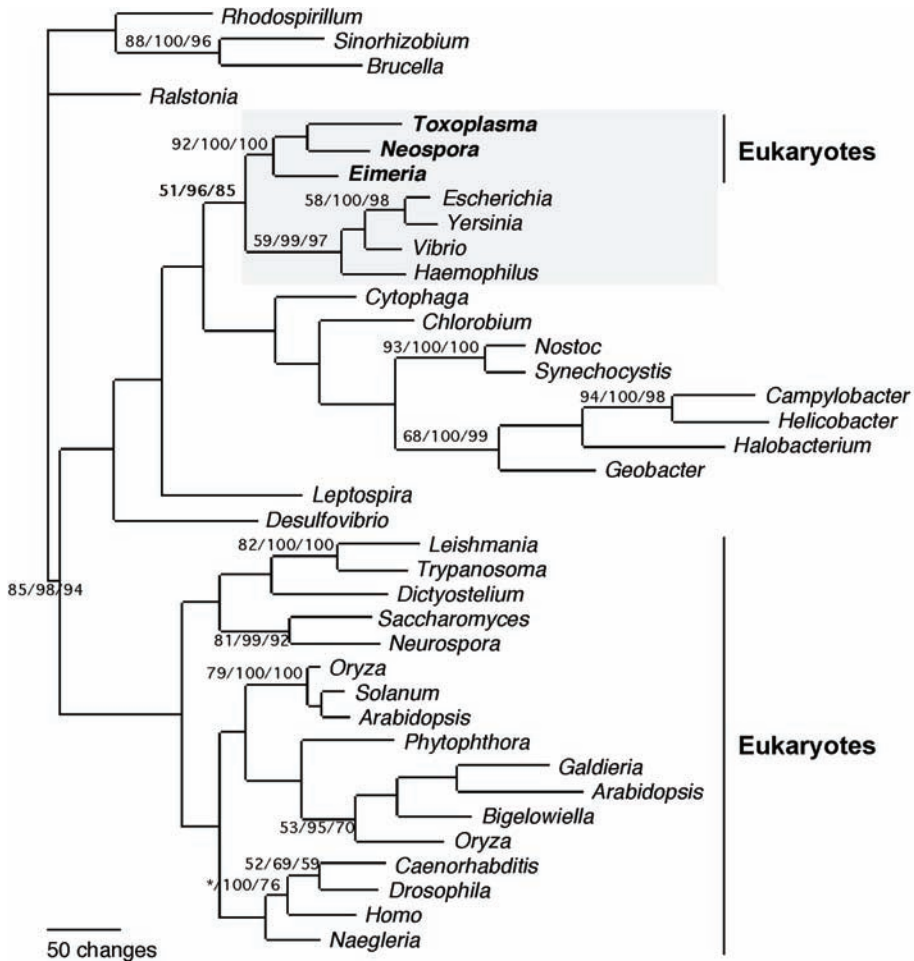 Rhodospirillum
88/100/96
Sinorhizobium
Brucella
Ralstonia
Toxoplasma
92/100/100
Neospora
Eukaryotes
Eimeria
51/96/85
58/100/98
Escherichia
Yersinia
59/99/97
Vibrio
Haemophilus
Cytophaga
Chlorobium
93/100/100
Nostoc
Synechocystis
94/100/98
Campylobacter
Helicobacter
68/100/99
Halobacterium
Geobacter
Leptospira
Desulfovibrio
82/100/100
Leishmania
Trypanosoma
85/98/94
Dictyostelium
Saccharomyces
81/99/92
Neurospora
79/100/100
Oryza
Solanum
Arabidopsis
Phytophthora
Eukaryotes
Galdieria
Arabidopsis
Bigelowiella
53/95/70
Oryza
52/69/59
Caenorhabditis
*/100/76
Drosophila
Homo
Naegleria
50 changes